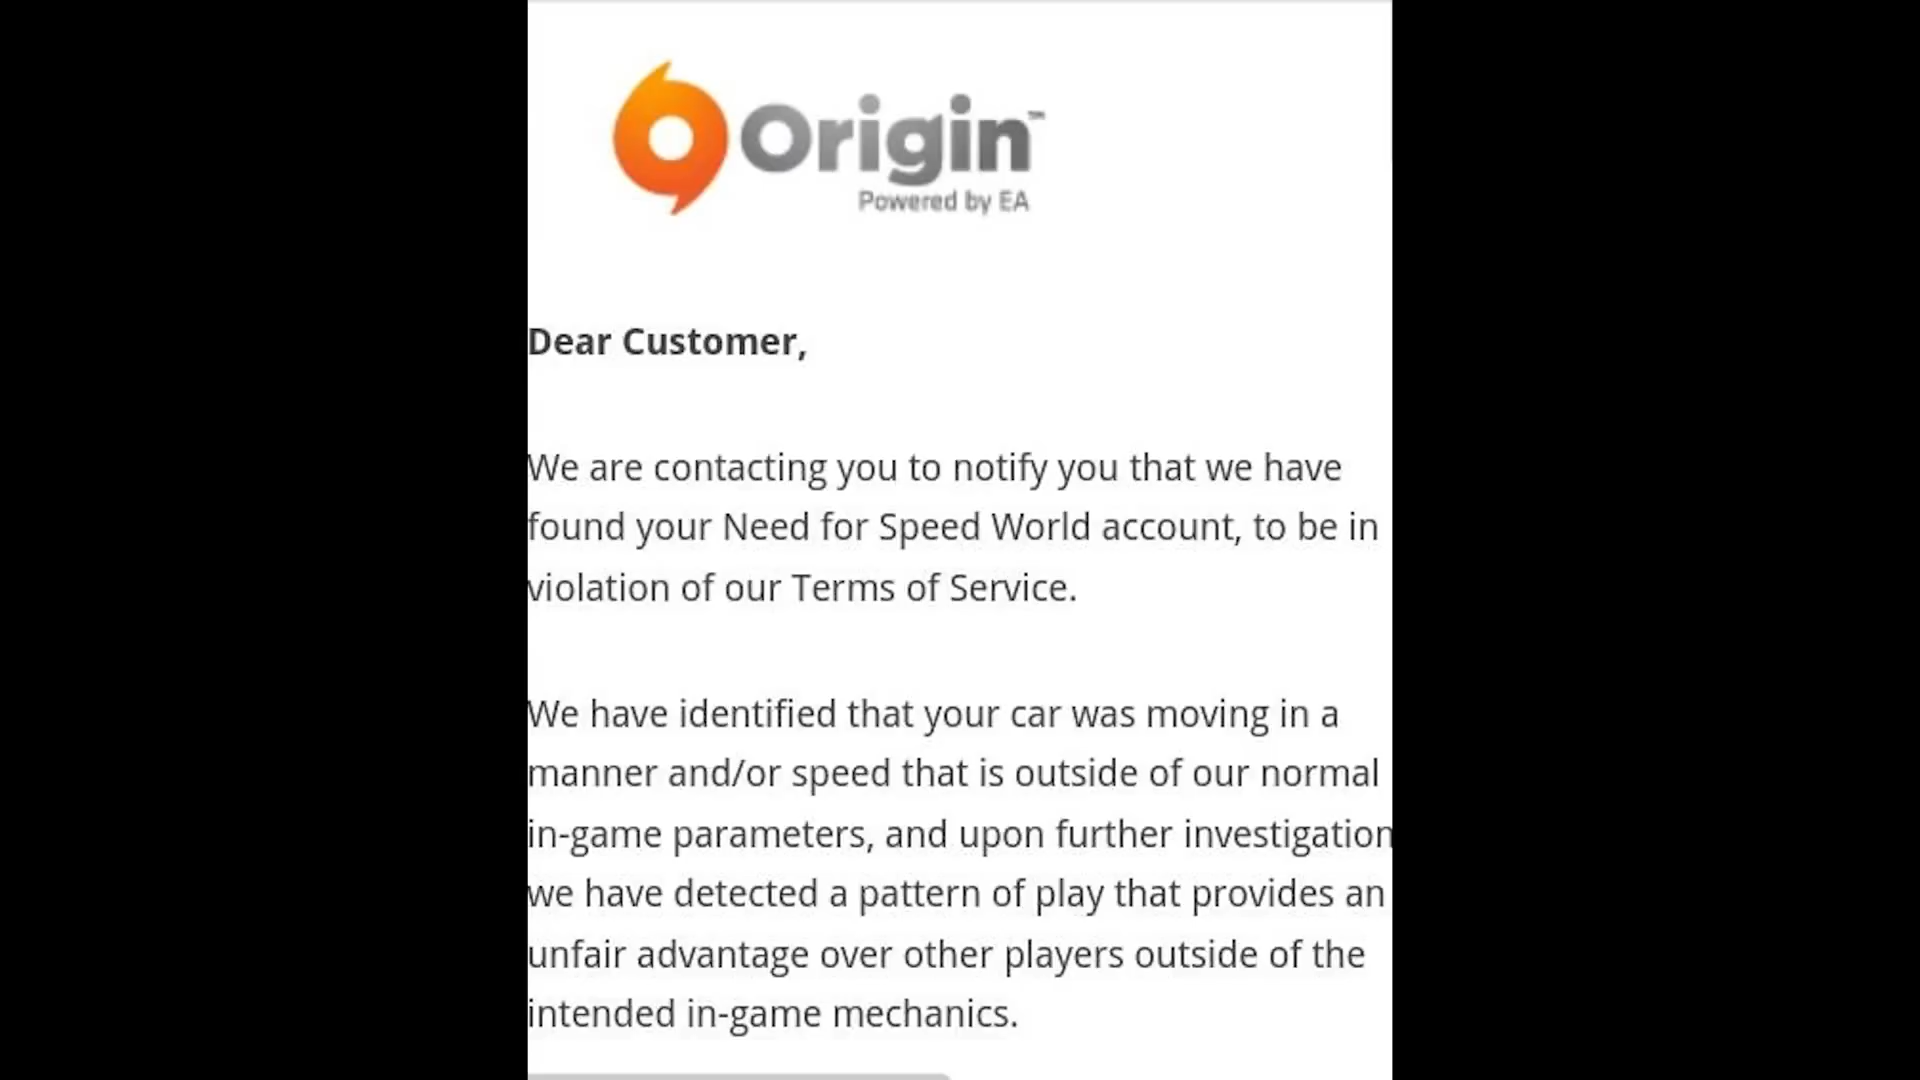 Origin™
Powered by EA
Dear Customer,
We are contacting you to notify you that we have
found your Need for Speed World account, to be in
violation of our Terms of Service.
We have identified that your car was moving in a
manner and/or speed that is outside of our normal
in-game parameters, and upon further investigation
we have detected a pattern of play that provides an
unfair advantage over other players outside of the
intended in-game mechanics.